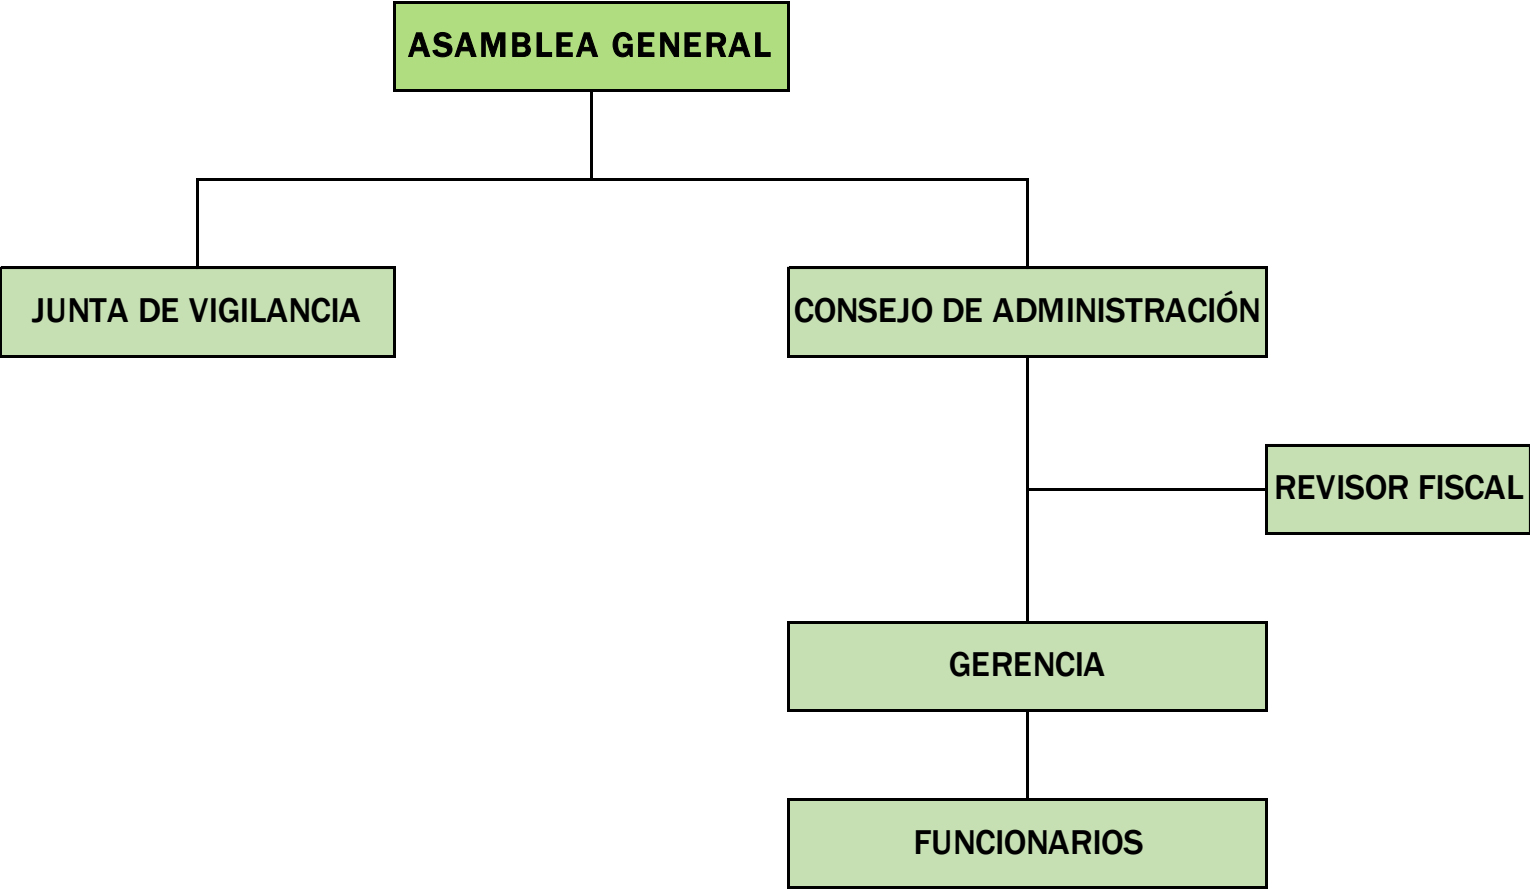 ASAMBLEA GENERAL
JUNTA DE VIGILANCIA
CONSEJO DE ADMINISTRACIÓN
REVISOR FISCAL
GERENCIA
FUNCIONARIOS